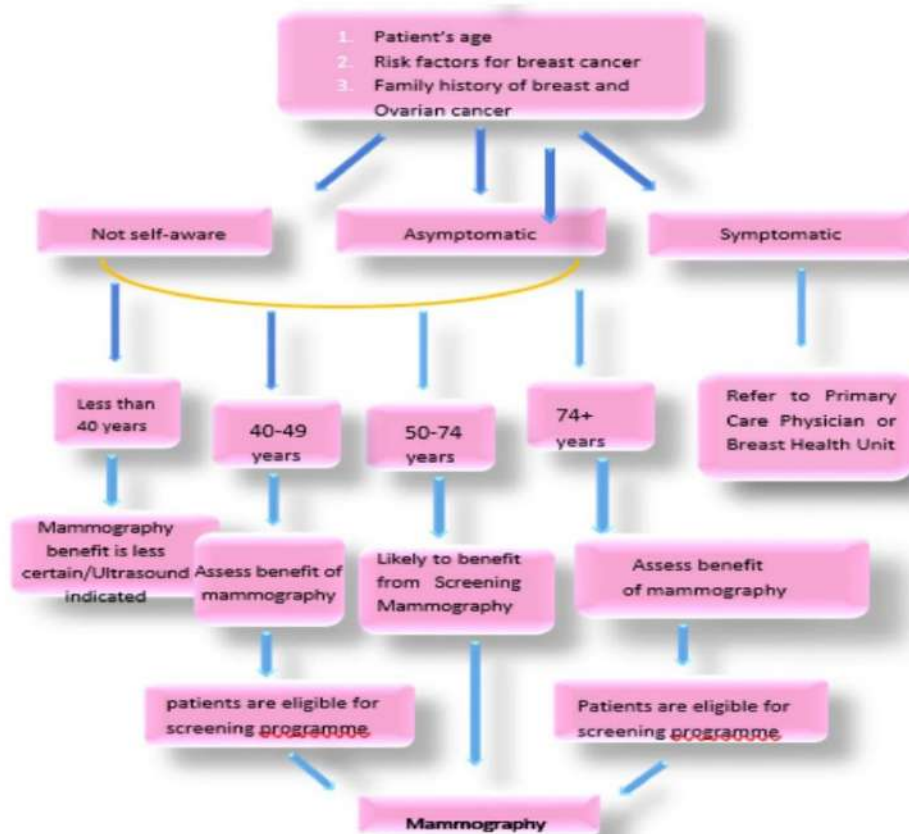 1. Patient's age
2. Risk factors for breast cancer
3. Family history of breast and
Ovarian cancer
Not self-aware
Asymptomatic
Symptomatic
Less than
40 years
40-49
years
50-74
years
74+
years
Refer to Primary
Care Physician or
Breast Health Unit
Mammography
benefit is less
certain/Ultrasound
indicated
Assess benefit of
mammography
Likely to benefit
from Screening
Mammography
Assess benefit
of mammography
patients are eligible for
screening programme
Patients are eligible for
screening programme
Mammography